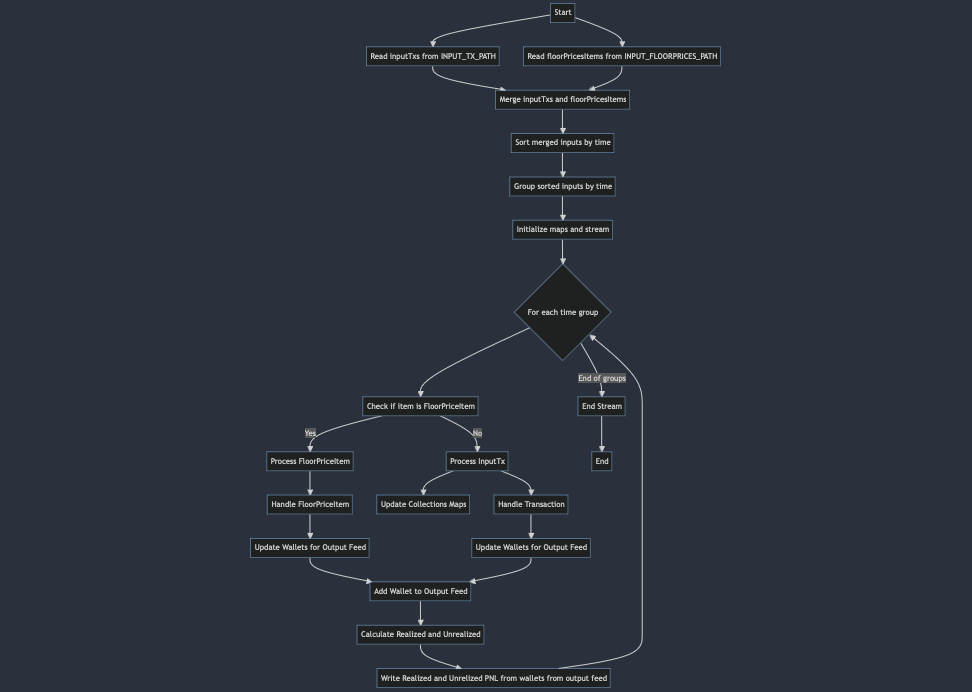 Start
Read inputTxs from INPUT_TX_PATH
Read floorPricesItems from INPUT_FLOORPRICES_PATH
Merge inputTxs and floorPricesItems
Sort merged inputs by time
Group sorted inputs by time
Initialize maps and stream
For each time group
End of groups
Check if item is FloorPriceItem
End Stream
Yes
No
Process FloorPriceItem
Process InputTx
End
Handle FloorPriceItem
Update Collections Maps
Handle Transaction
Update Wallets for Output Feed
Update Wallets for Output Feed
Add Wallet to Output Feed
Calculate Realized and Unrealized
Write Realized and Unrelized PNL from wallets from output feed